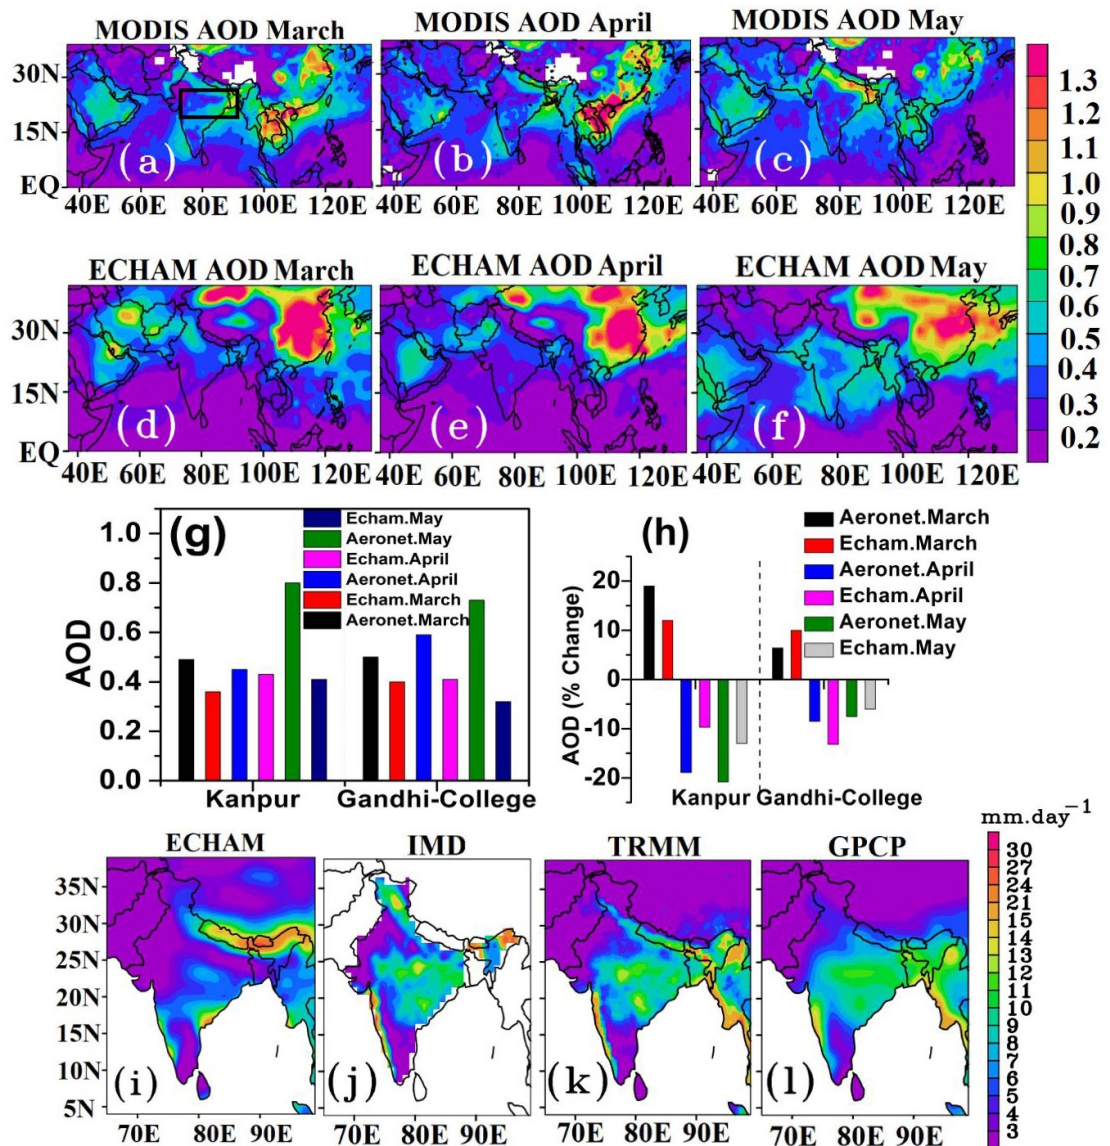 MODIS AOD March MODIS AOD April MODIS AOD May
30N
15N
EQ
(a) (b) (c)
40E 60E 80E 100E 120E 40E 60E 80E 100E 120E 40E 60E 80E 100E 120E
1.3
1.2
1.1
1.0
0.9
0.8
0.7
0.6
0.5
0.4
0.3
0.2
ECHAM AOD March ECHAM AOD April ECHAM AOD May
30N
15N
EQ
(d) (e) (f)
40E 60E 80E 100E 120E 40E 60E 80E 100E 120E 40E 60E 80E 100E 120E
(g)
Echam.May
Aeronet.May
Echam.April
Aeronet.April
Echam.March
Aeronet.March
AOD
1.0
0.8
0.6
0.4
0.2
0.0
Kanpur Gandhi-College
(h)
Aeronet.March
Echam.March
Aeronet.April
Echam.April
Aeronet.May
Echam.May
AOD (% Change)
20
10
0
-10
-20
Kanpur Gandhi-College
ECHAM IMD TRMM GPCP
35N
30N
25N
20N
15N
10N
5N
(i) (j) (k) (l)
70E 80E 90E 70E 80E 90E 70E 80E 90E 70E 80E 90E
mm.day-1
30
27
24
21
15
14
13
12
11
10
9
8
7
6
5
4
3